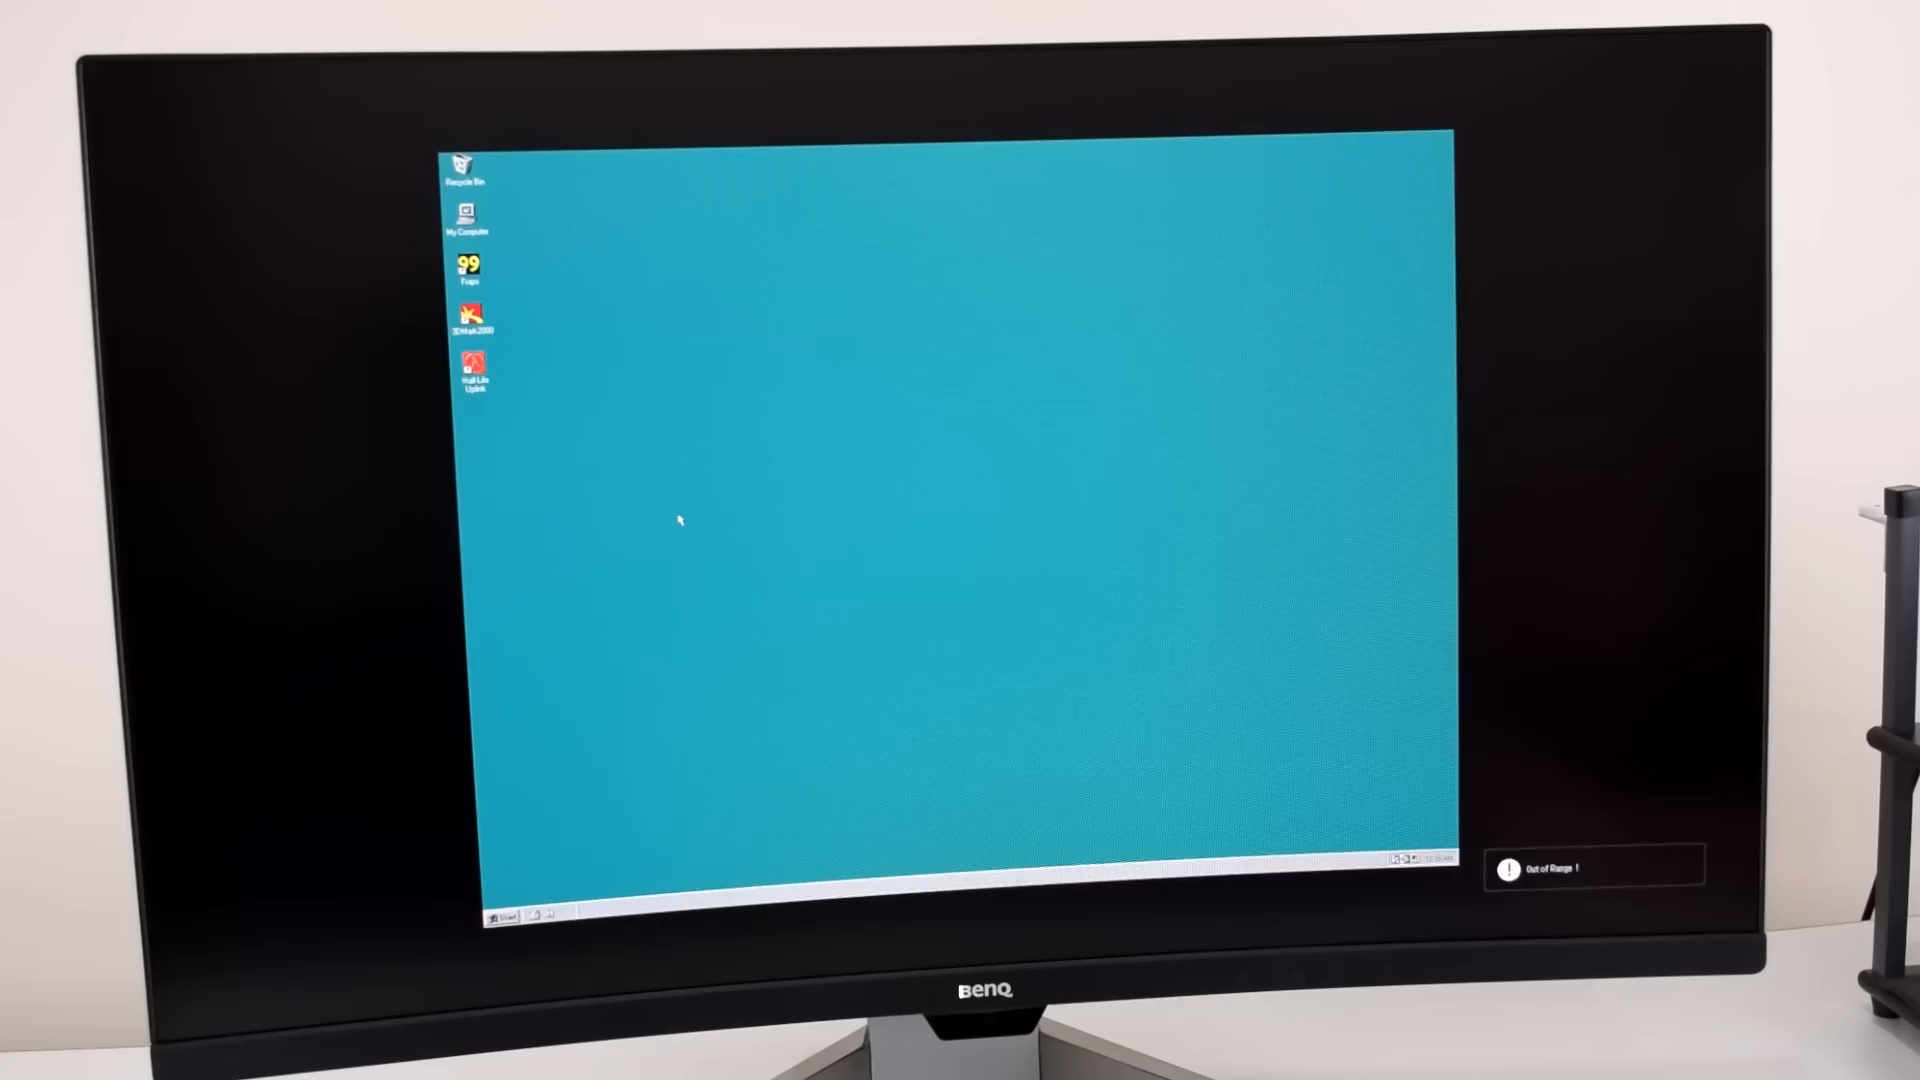 Recycle Bin
My Computer
99
Fraps
3DMark2000
Half-Life
Uplink
Start
Out of Range !
BenQ